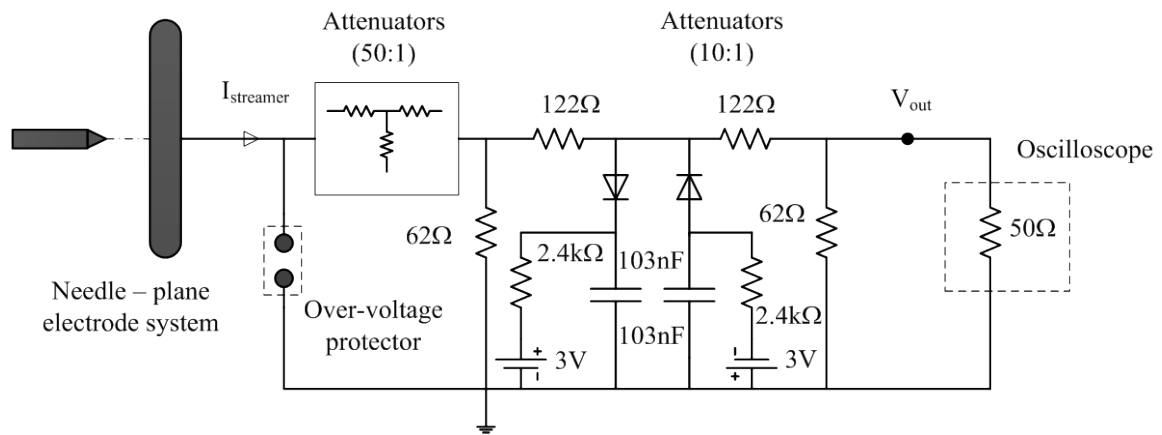 Attenuators
(50:1)
Attenuators
(10:1)
I streamer
122Ω
122Ω
Vout
Oscilloscope
62Ω
2.4kΩ
103nF
62Ω
50Ω
Needle – plane
electrode system
Over-voltage
protector
+
-
3V
103nF
2.4kΩ
-
+
3V